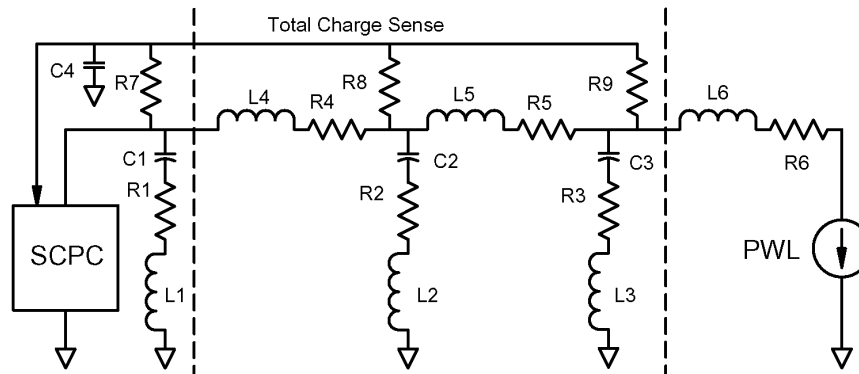 Total Charge Sense
C4
R7
R8
R9
L4
R4
L5
R5
L6
R6
C1
R1
L1
C2
R2
L2
C3
R3
L3
SCPC
PWL